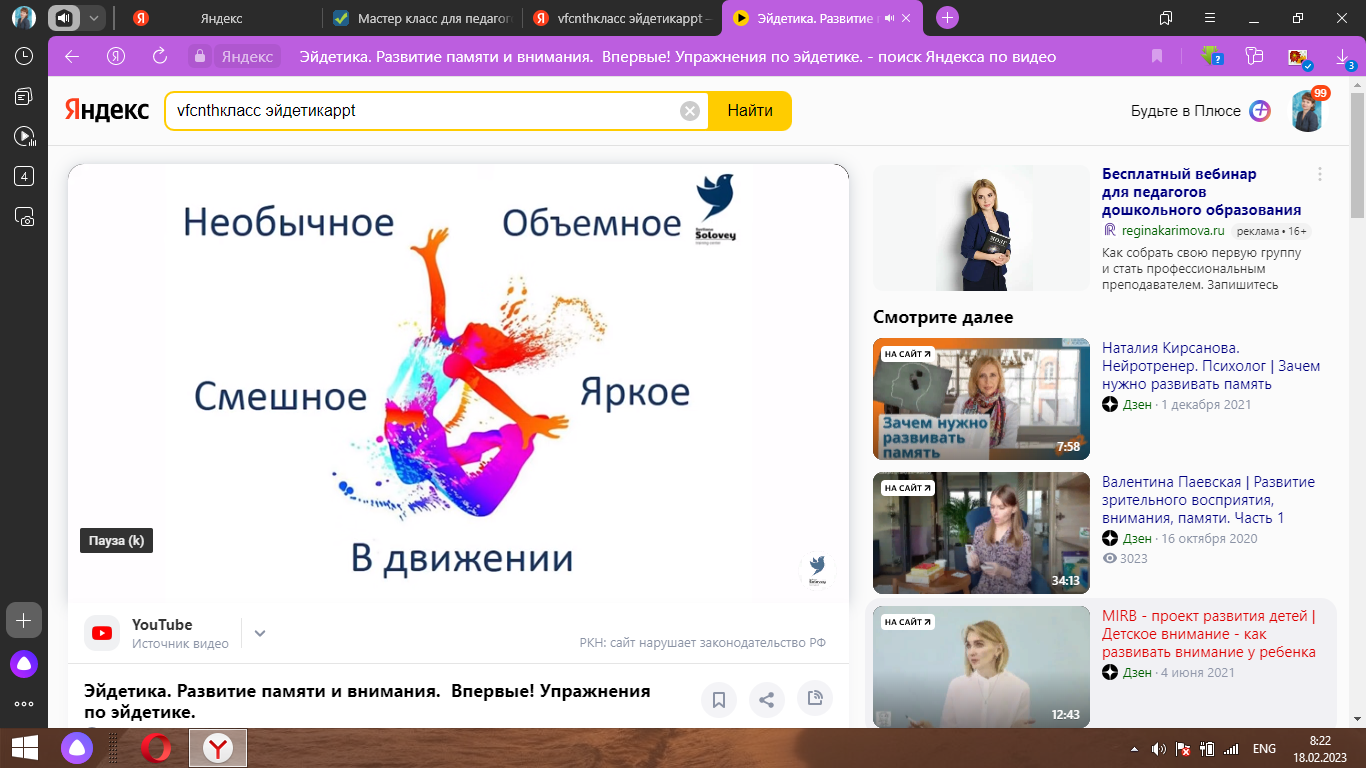 Яндекс
Мастер класс для педагого
vfcnthкласс эйдетикаppt –
Эйдетика. Развитие п
Яндекс
Эйдетика. Развитие памяти и внимания. Впервые! Упражнения по эйдетике. - поиск Яндекса по видео
3
4
Яндекс
vfcnthкласс эйдетикаppt
Найти
Будьте в Плюсе
99
Необычное
Объемное
Solovey
Смешное
Яркое
Пауза (k)
В движении
YouTube
Источник видео
РКН: сайт нарушает законодательство РФ
Эйдетика. Развитие памяти и внимания. Впервые! Упражнения
по эйдетике.
Бесплатный вебинар
для педагогов
дошкольного образования
reginakarimova.ru реклама • 16+
Как собрать свою первую группу
и стать профессиональным
преподавателем. Запишитесь
Смотрите далее
НА САЙТ
Зачем нужно
развивать
память
7:58
Наталия Кирсанова.
Нейротренер. Психолог | Зачем
нужно развивать память
Дзен · 1 декабря 2021
НА САЙТ
34:13
Валентина Паевская | Развитие
зрительного восприятия,
внимания, памяти. Часть 1
Дзен · 16 октября 2020
3023
НА САЙТ
12:43
MIRB - проект развития детей |
Детское внимание - как
развивать внимание у ребенка
Дзен · 4 июня 2021
ENG
8:22
18.02.2023